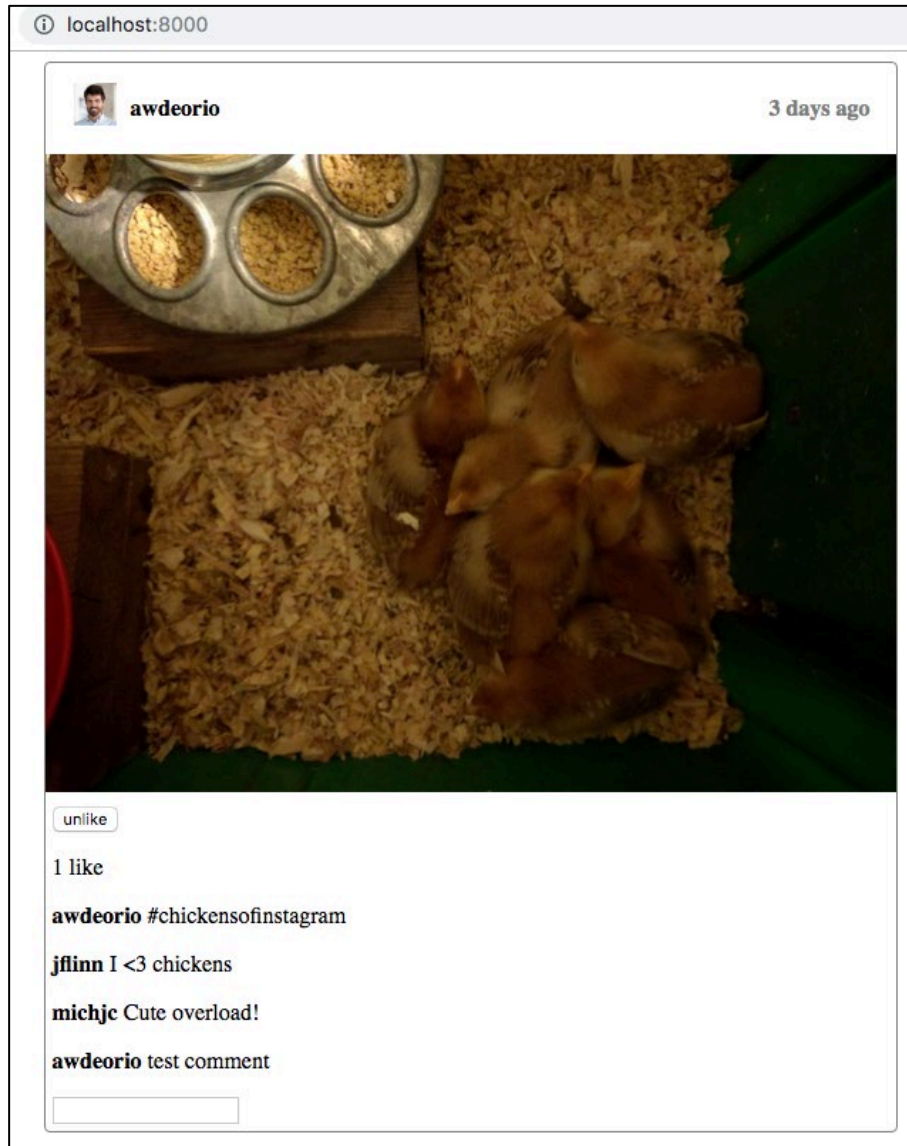 localhost:8000
awdeorio 3 days ago
unlike
1 like
awdeorio #chickensofinstagram
jflinn I <3 chickens
michjc Cute overload!
awdeorio test comment